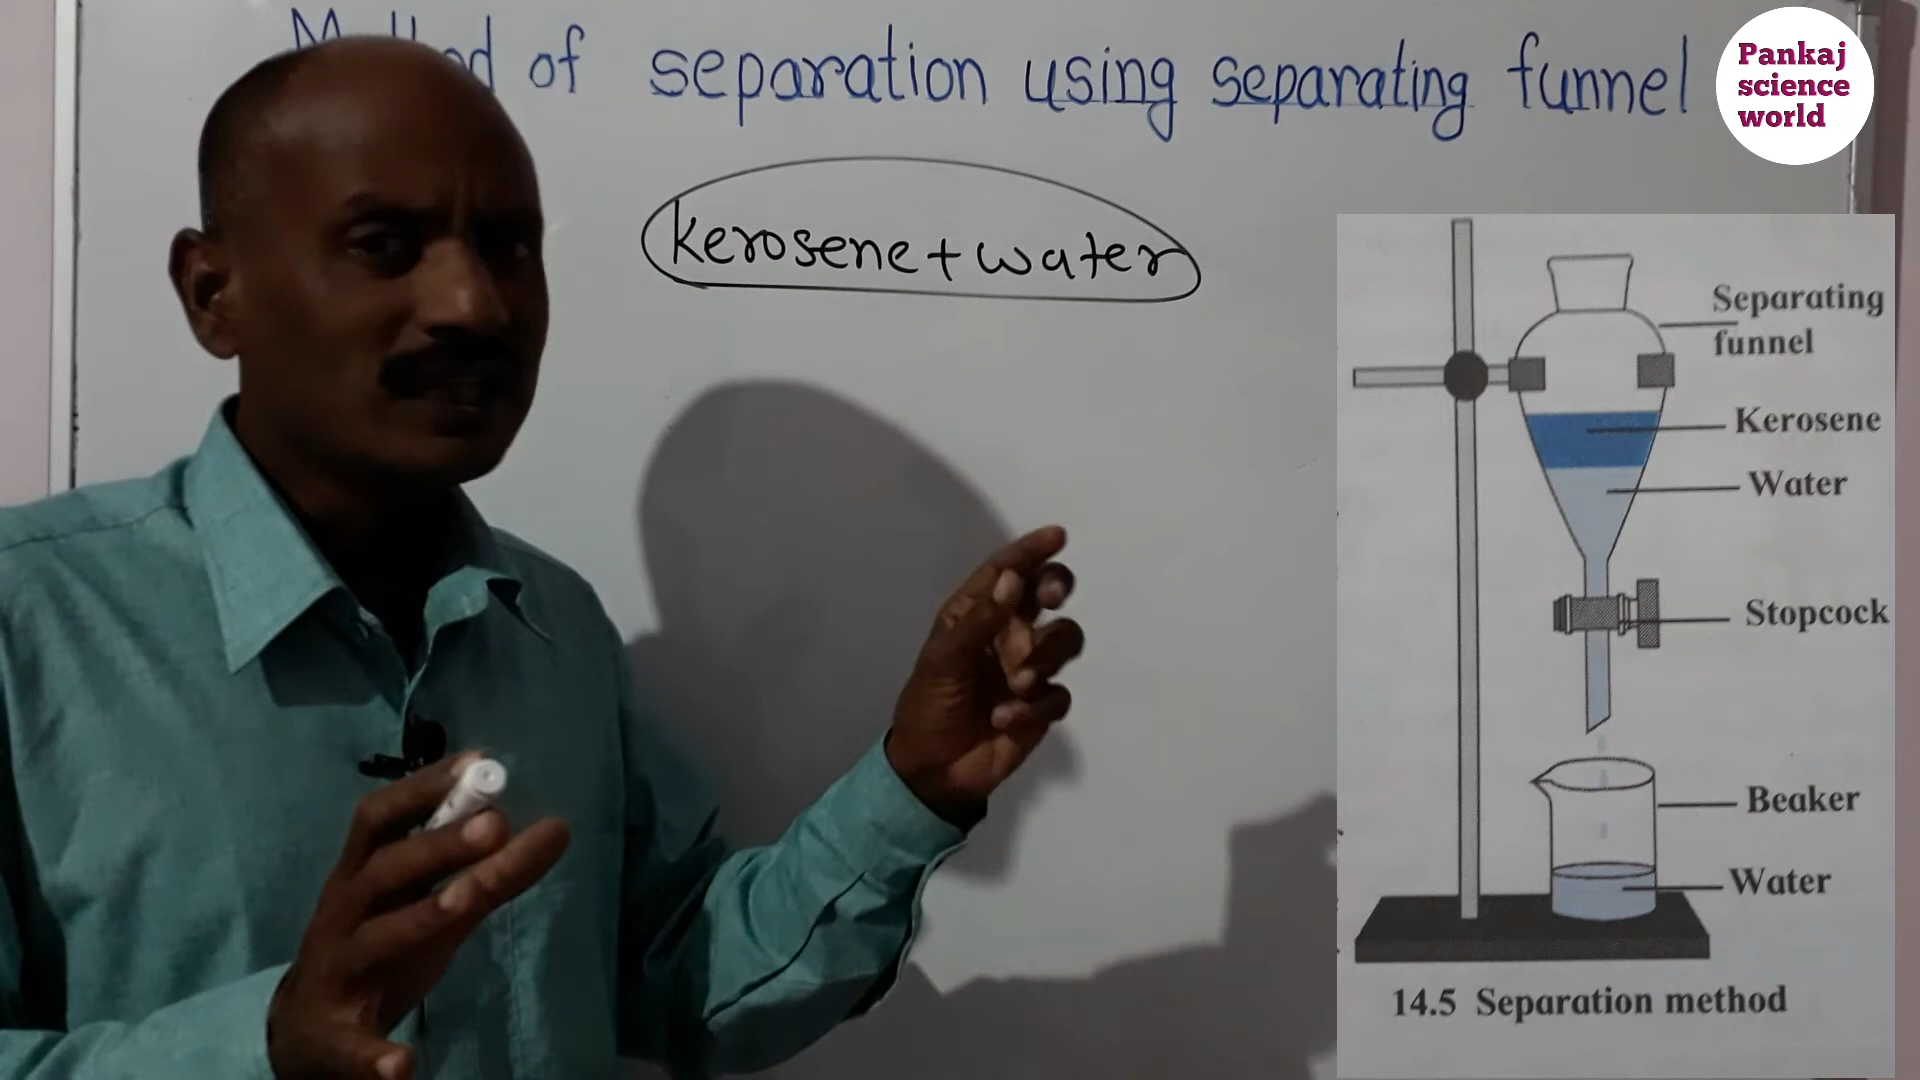 of separation using separating funnel
Pankaj
science
world
Kerosene + water
Separating
funnel
Kerosene
Water
Stopcock
Beaker
Water
14.5 Separation method